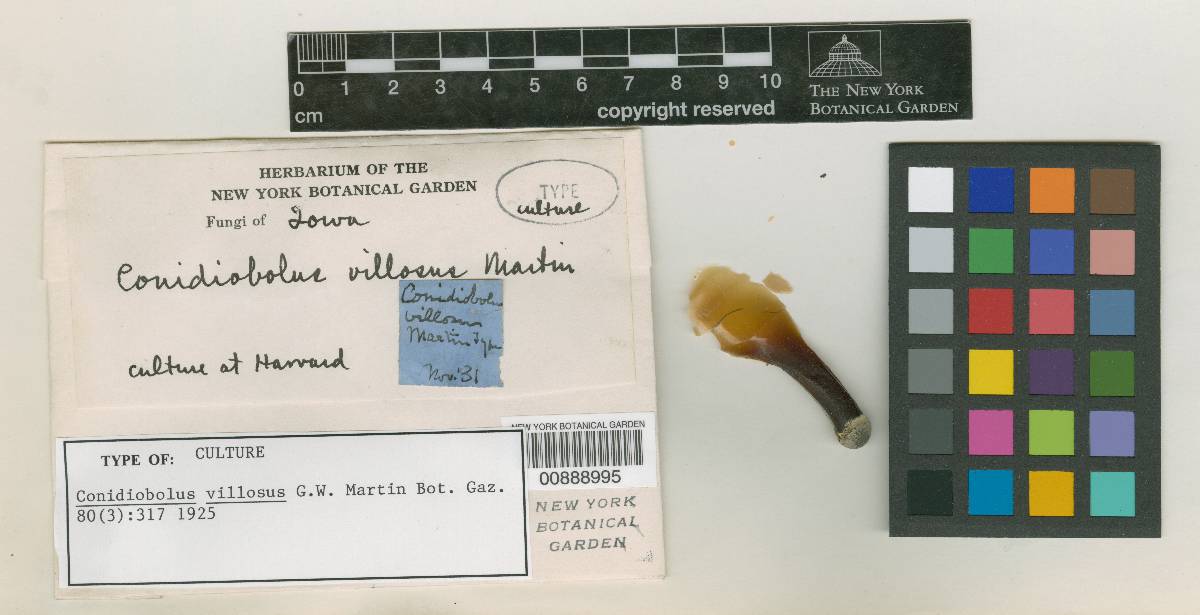 0 1 2 3 4 5 6 7 8 9 10
cm
copyright reserved
THE NEW YORK
BOTANICAL GARDEN
HERBARIUM OF THE
NEW YORK BOTANICAL GARDEN
Fungi of Iowa
TYPE
culture
Conidiobolus villosus Martin
Conidiobolus
villosus
Martin Type
Nov. '31
culture at Harvard
NEW YORK BOTANICAL GARDEN
00888995
TYPE OF: CULTURE
Conidiobolus villosus G.W. Martin Bot. Gaz.
80(3):317 1925
NEW YORK
BOTANICAL
GARDEN